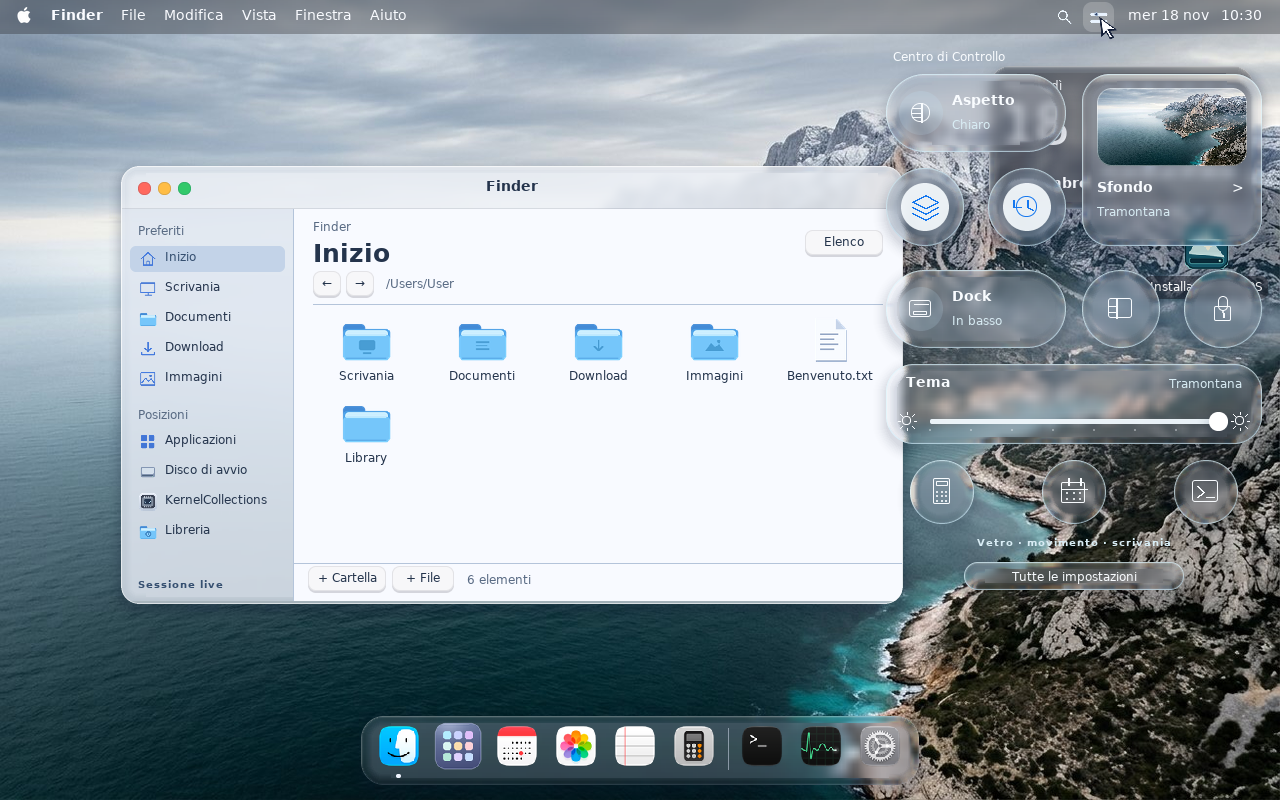 Finder File Modifica Vista Finestra Aiuto mer 18 nov 10:30
Centro di Controllo
Aspetto
Chiaro
Sfondo >
Tramontana
Dock
In basso
Tema Tramontana
Vetro · movimento · scrivania
Tutte le impostazioni
Finder
Preferiti
Inizio
Scrivania
Documenti
Download
Immagini
Posizioni
Applicazioni
Disco di avvio
KernelCollections
Libreria
Sessione live
Finder
Inizio
Elenco
← → /Users/User
Scrivania Documenti Download Immagini Benvenuto.txt
Library
+ Cartella + File 6 elementi